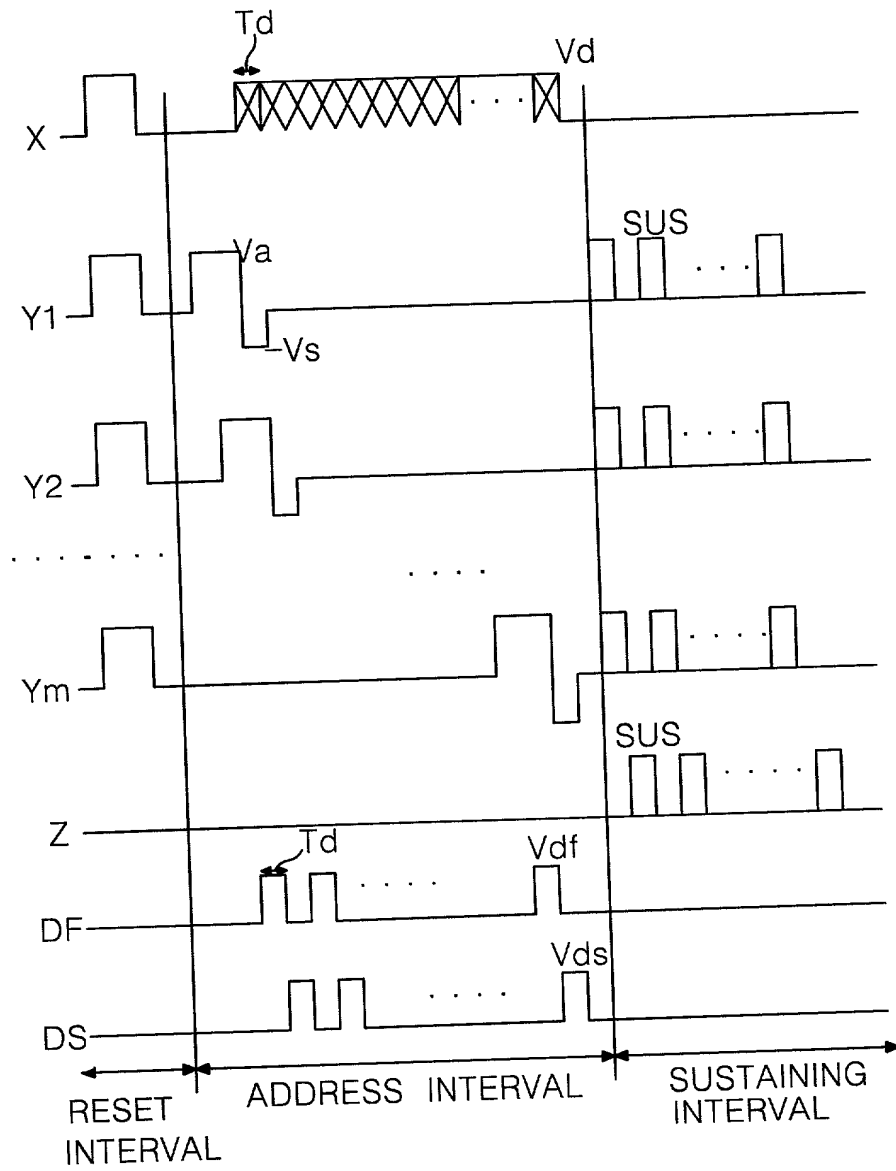 Td
Vd
X
SUS
Va
Y1
-Vs
Y2
. . . . . . .
. . . .
Ym
SUS
Z
Td
Vdf
DF
Vds
DS
RESET INTERVAL
ADDRESS INTERVAL
SUSTAINING INTERVAL